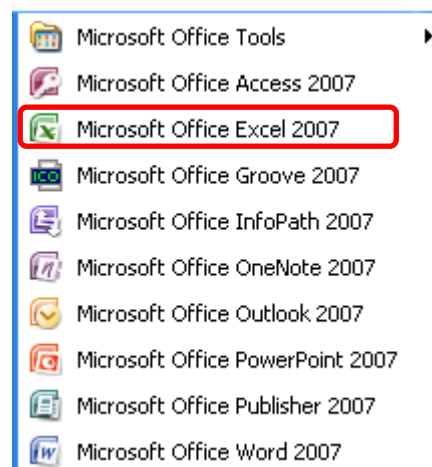 Microsoft Office Tools
Microsoft Office Access 2007
Microsoft Office Excel 2007
ICO Microsoft Office Groove 2007
Microsoft Office InfoPath 2007
Microsoft Office OneNote 2007
Microsoft Office Outlook 2007
Microsoft Office PowerPoint 2007
Microsoft Office Publisher 2007
Microsoft Office Word 2007